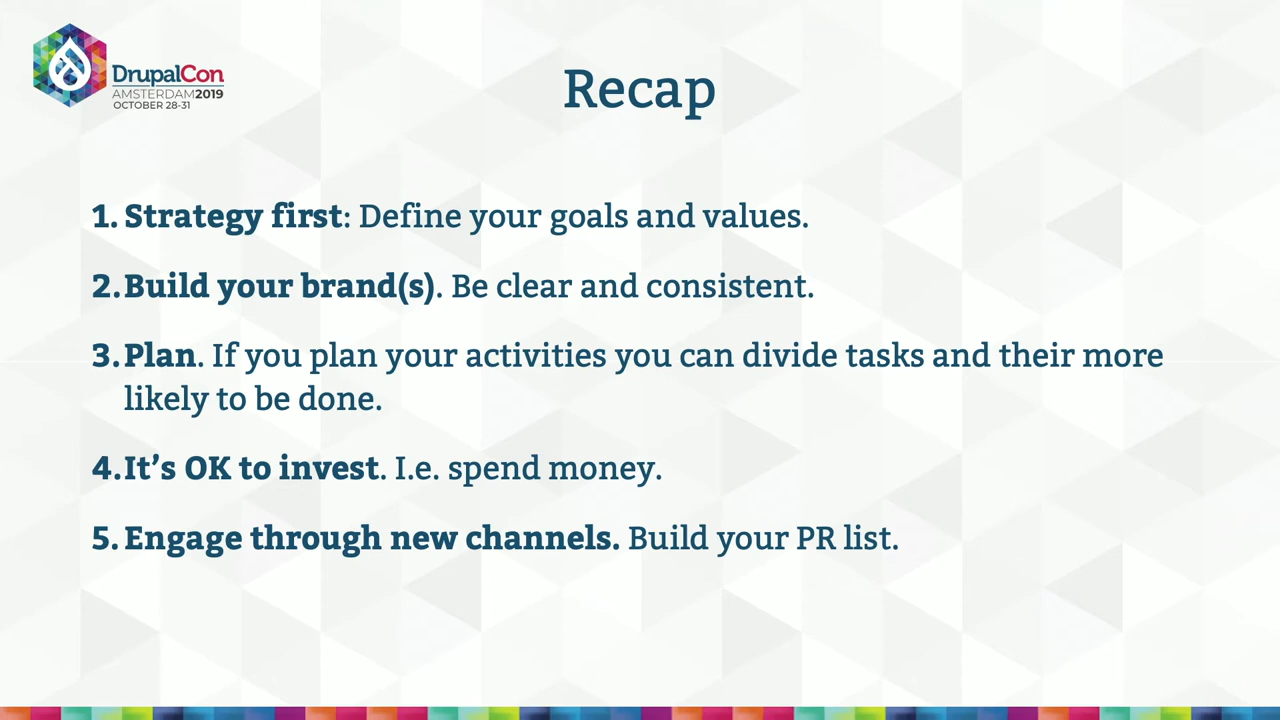 DrupalCon
AMSTERDAM2019
OCTOBER 28-31
Recap
1. Strategy first: Define your goals and values.
2. Build your brand(s). Be clear and consistent.
3. Plan. If you plan your activities you can divide tasks and their more
likely to be done.
4. It’s OK to invest. I.e. spend money.
5. Engage through new channels. Build your PR list.